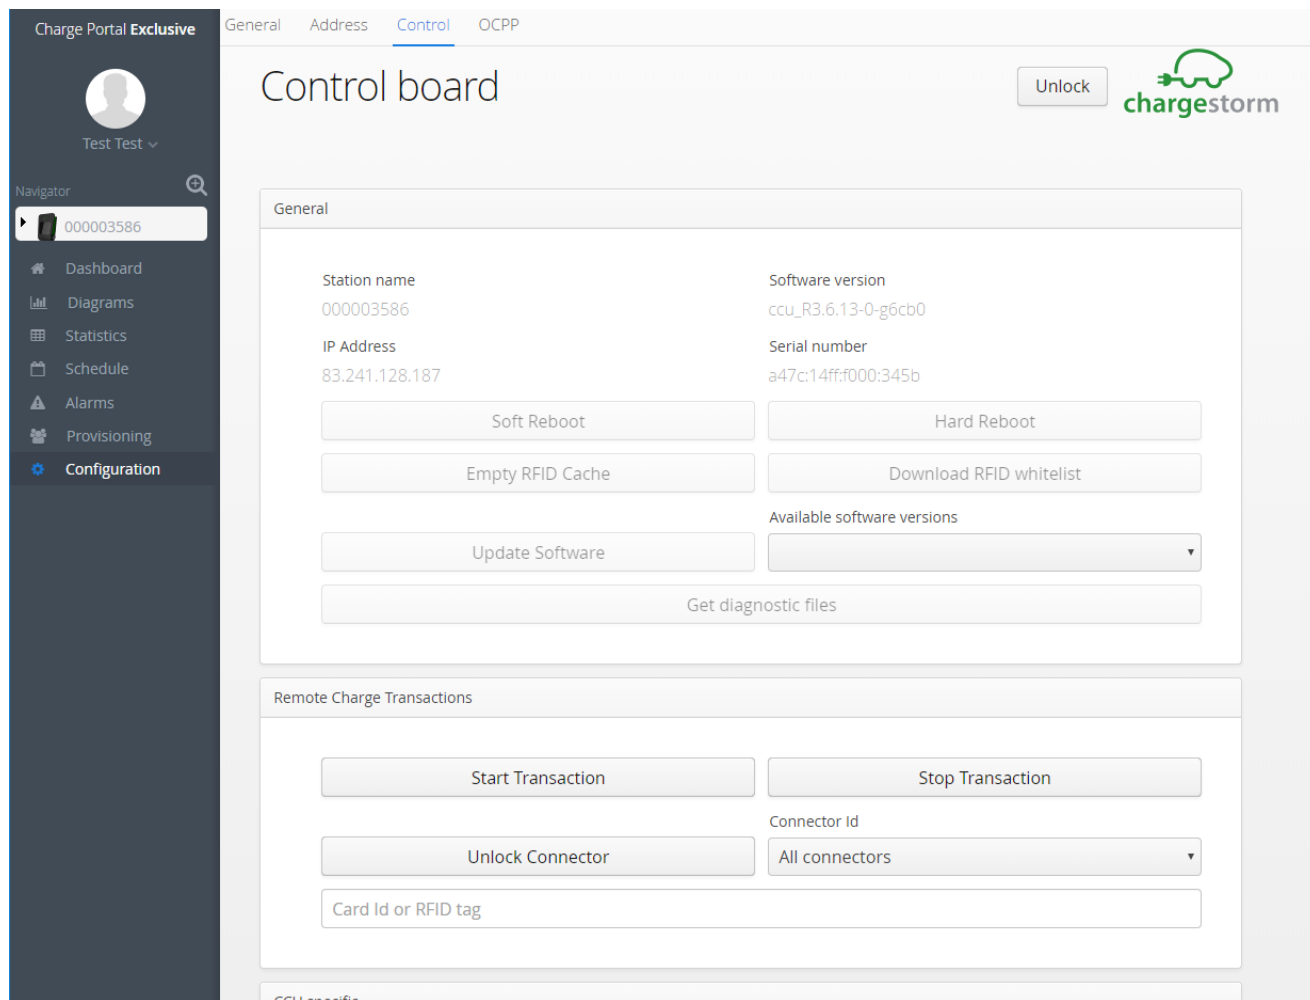 Charge Portal Exclusive
General Address Control OCPP
Control board
Unlock
chargestorm
Test Test
Navigator
000003586
Dashboard
Diagrams
Statistics
Schedule
Alarms
Provisioning
Configuration
General
Station name
000003586
Software version
ccu_R3.6.13-0-g6cb0
IP Address
83.241.128.187
Serial number
a47c:14ff:f000:345b
Soft Reboot
Hard Reboot
Empty RFID Cache
Download RFID whitelist
Available software versions
Update Software
Get diagnostic files
Remote Charge Transactions
Start Transaction
Stop Transaction
Connector Id
Unlock Connector
All connectors
Card Id or RFID tag
CCU specific